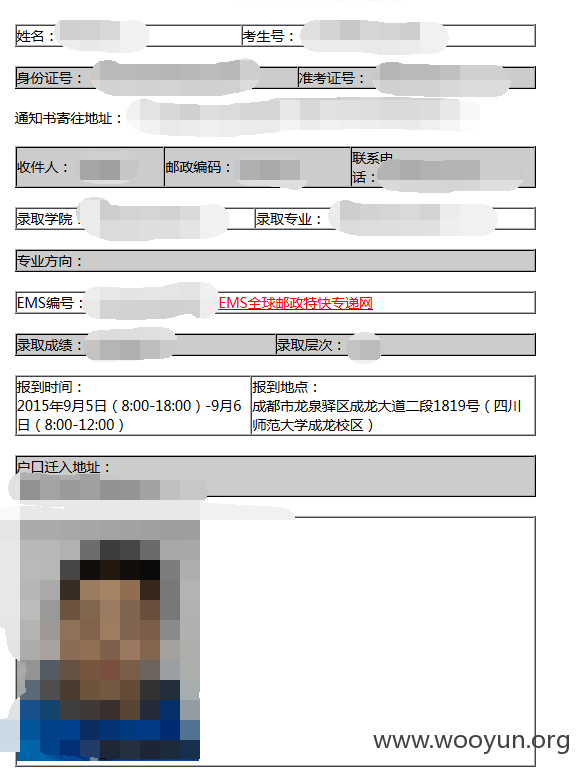 姓名： 考生号：
身份证号： 准考证号：
通知书寄往地址：
收件人： 邮政编码： 联系电
话：
录取学院： 录取专业：
专业方向：
EMS编号： EMS全球邮政特快专递网
录取成绩： 录取层次：
报到时间：
2015年9月5日（8:00-18:00）-9月6
日（8:00-12:00）
报到地点：
成都市龙泉驿区成龙大道二段1819号（四川
师范大学成龙校区）
户口迁入地址：
www.wooyun.org